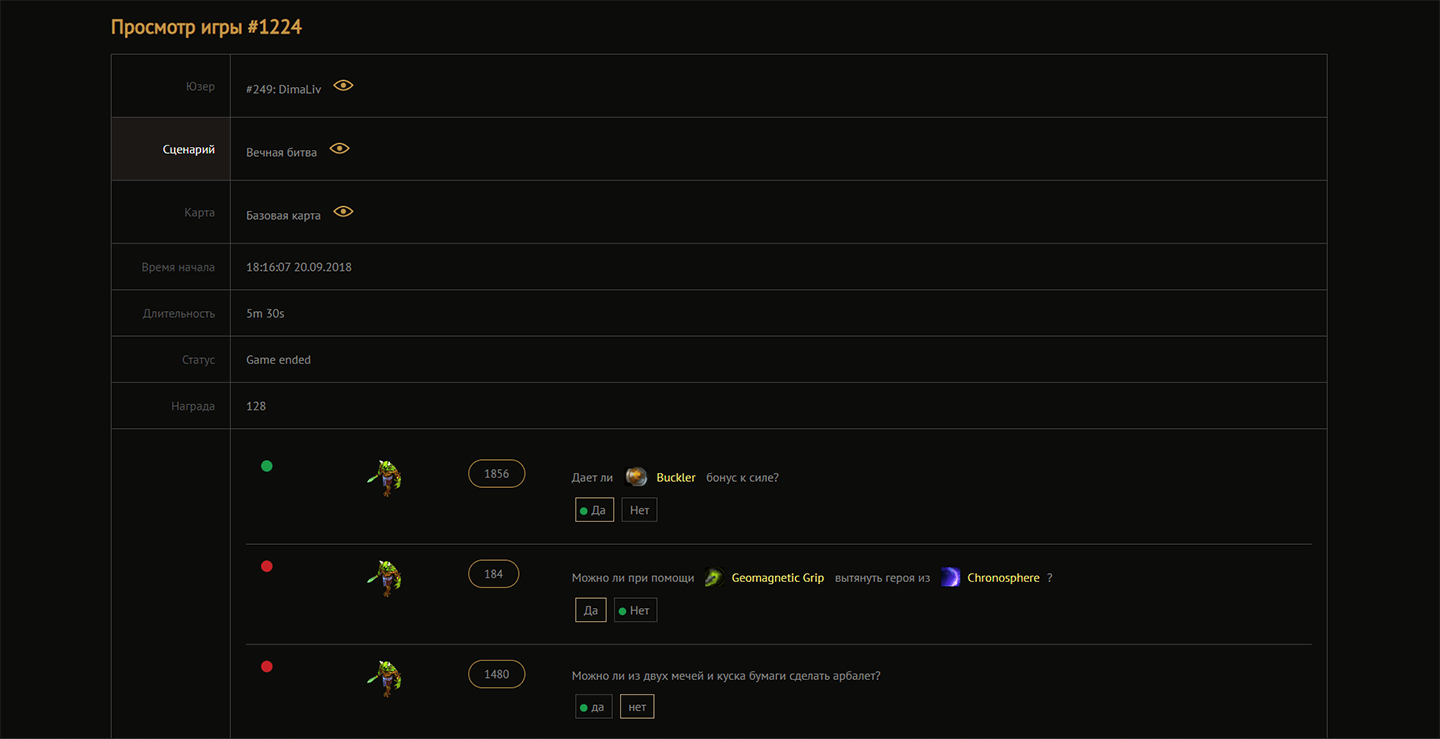 Просмотр игры #1224
Юзер #249: DimaLiv
Сценарий Вечная битва
Карта Базовая карта
Время начала 18:16:07 20.09.2018
Длительность 5m 30s
Статус Game ended
Награда 128
1856 Дает ли Buckler бонус к силе?
Да Нет
184 Можно ли при помощи Geomagnetic Grip вытянуть героя из Chronosphere ?
Да Нет
1480 Можно ли из двух мечей и куска бумаги сделать арбалет?
да нет